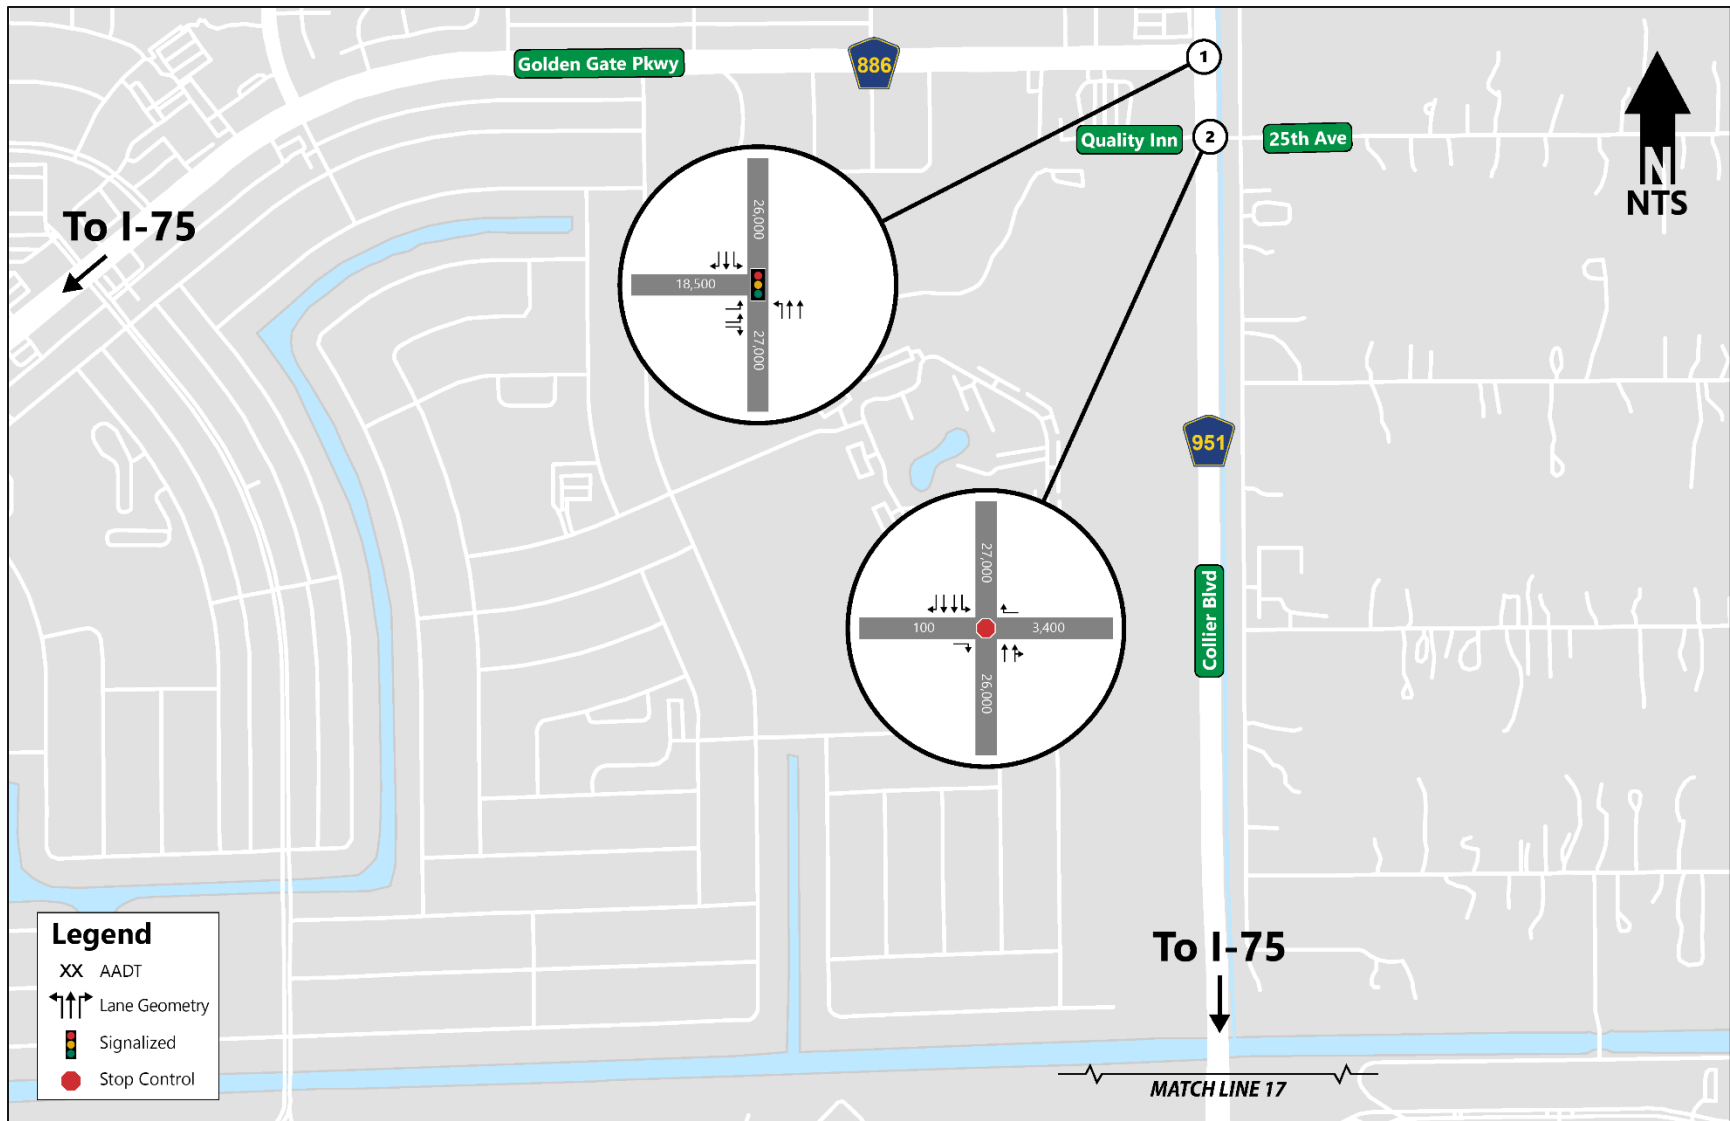 Golden Gate Pkwy
886
1
Quality Inn
2
25th Ave
N
NTS
To I-75
26,000
18,500
27,000
951
27,000
100
3,400
26,000
Collier Blvd
To I-75
MATCH LINE 17
Legend
XX AADT
Lane Geometry
Signalized
Stop Control